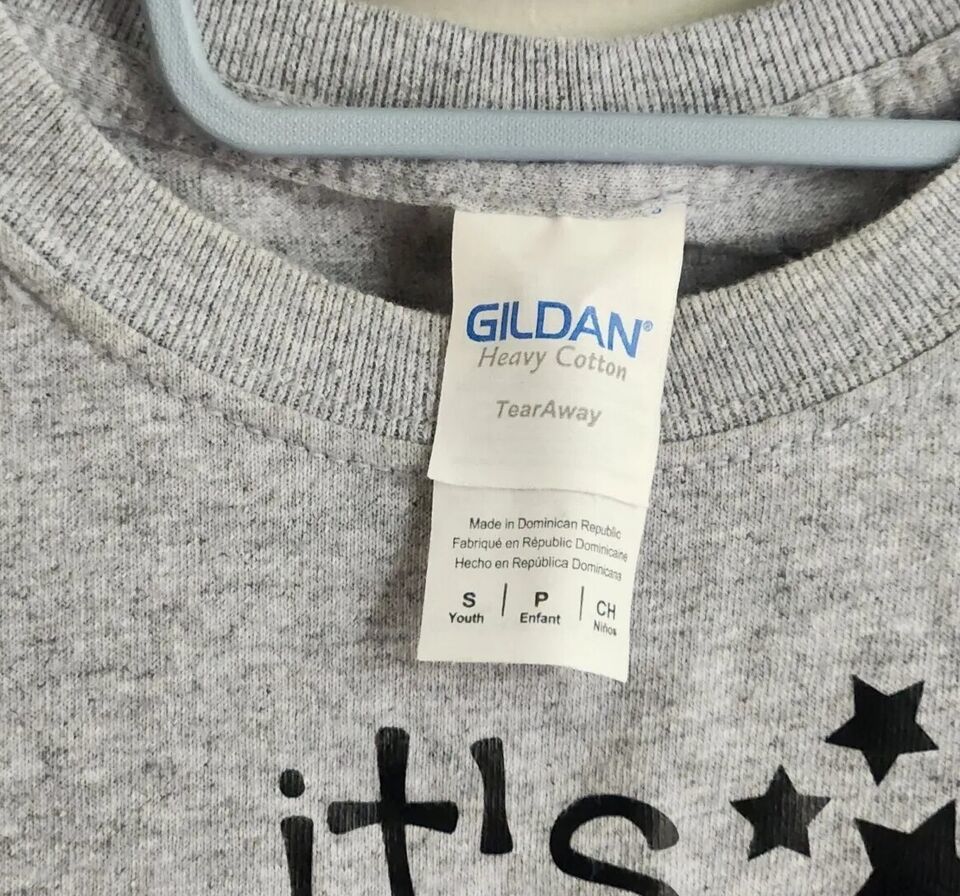 GILDAN®
Heavy Cotton
TearAway
Made in Dominican Republic
Fabriqué en Républic Dominicaine
Hecho en República Dominicana
S | P | CH
Youth Enfant Niños
it's